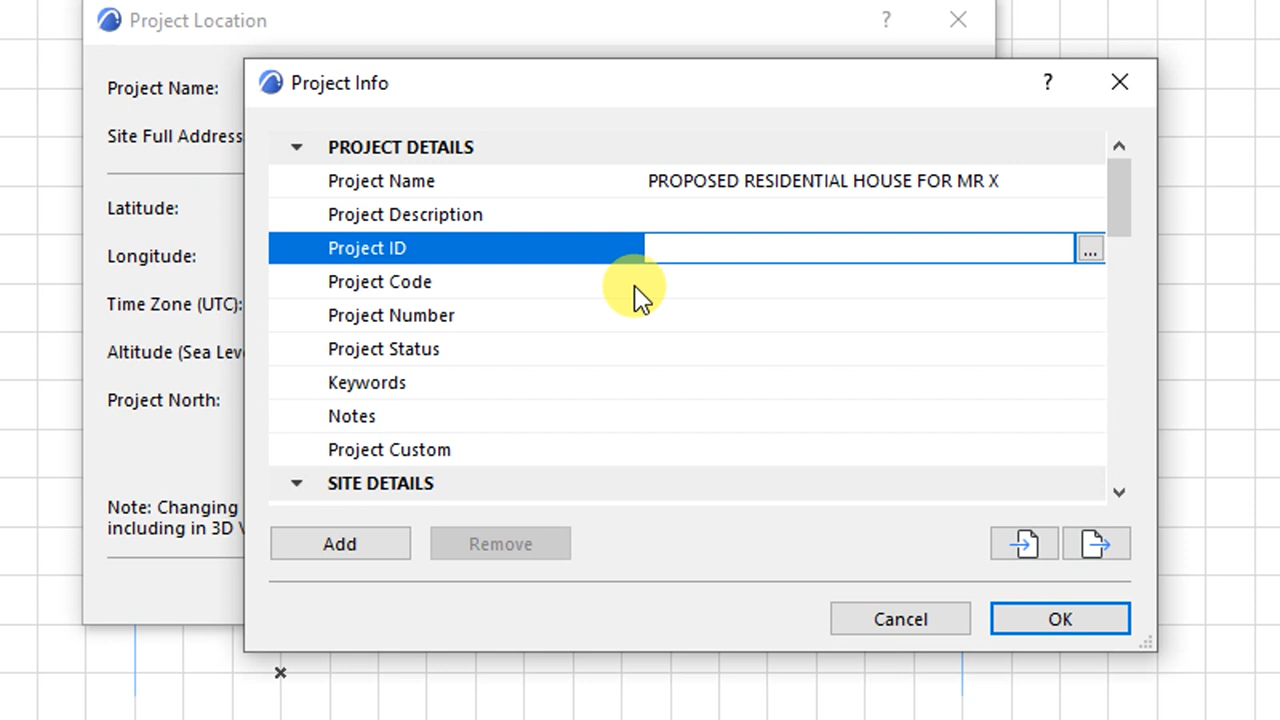 Project Location
?
Project Name:
Site Full Address
Latitude:
Longitude:
Time Zone (UTC):
Altitude (Sea Lev
Project North:
Note: Changing
including in 3D V
Project Info
?
PROJECT DETAILS
Project Name PROPOSED RESIDENTIAL HOUSE FOR MR X
Project Description
Project ID ...
Project Code
Project Number
Project Status
Keywords
Notes
Project Custom
SITE DETAILS
Add Remove
Cancel OK